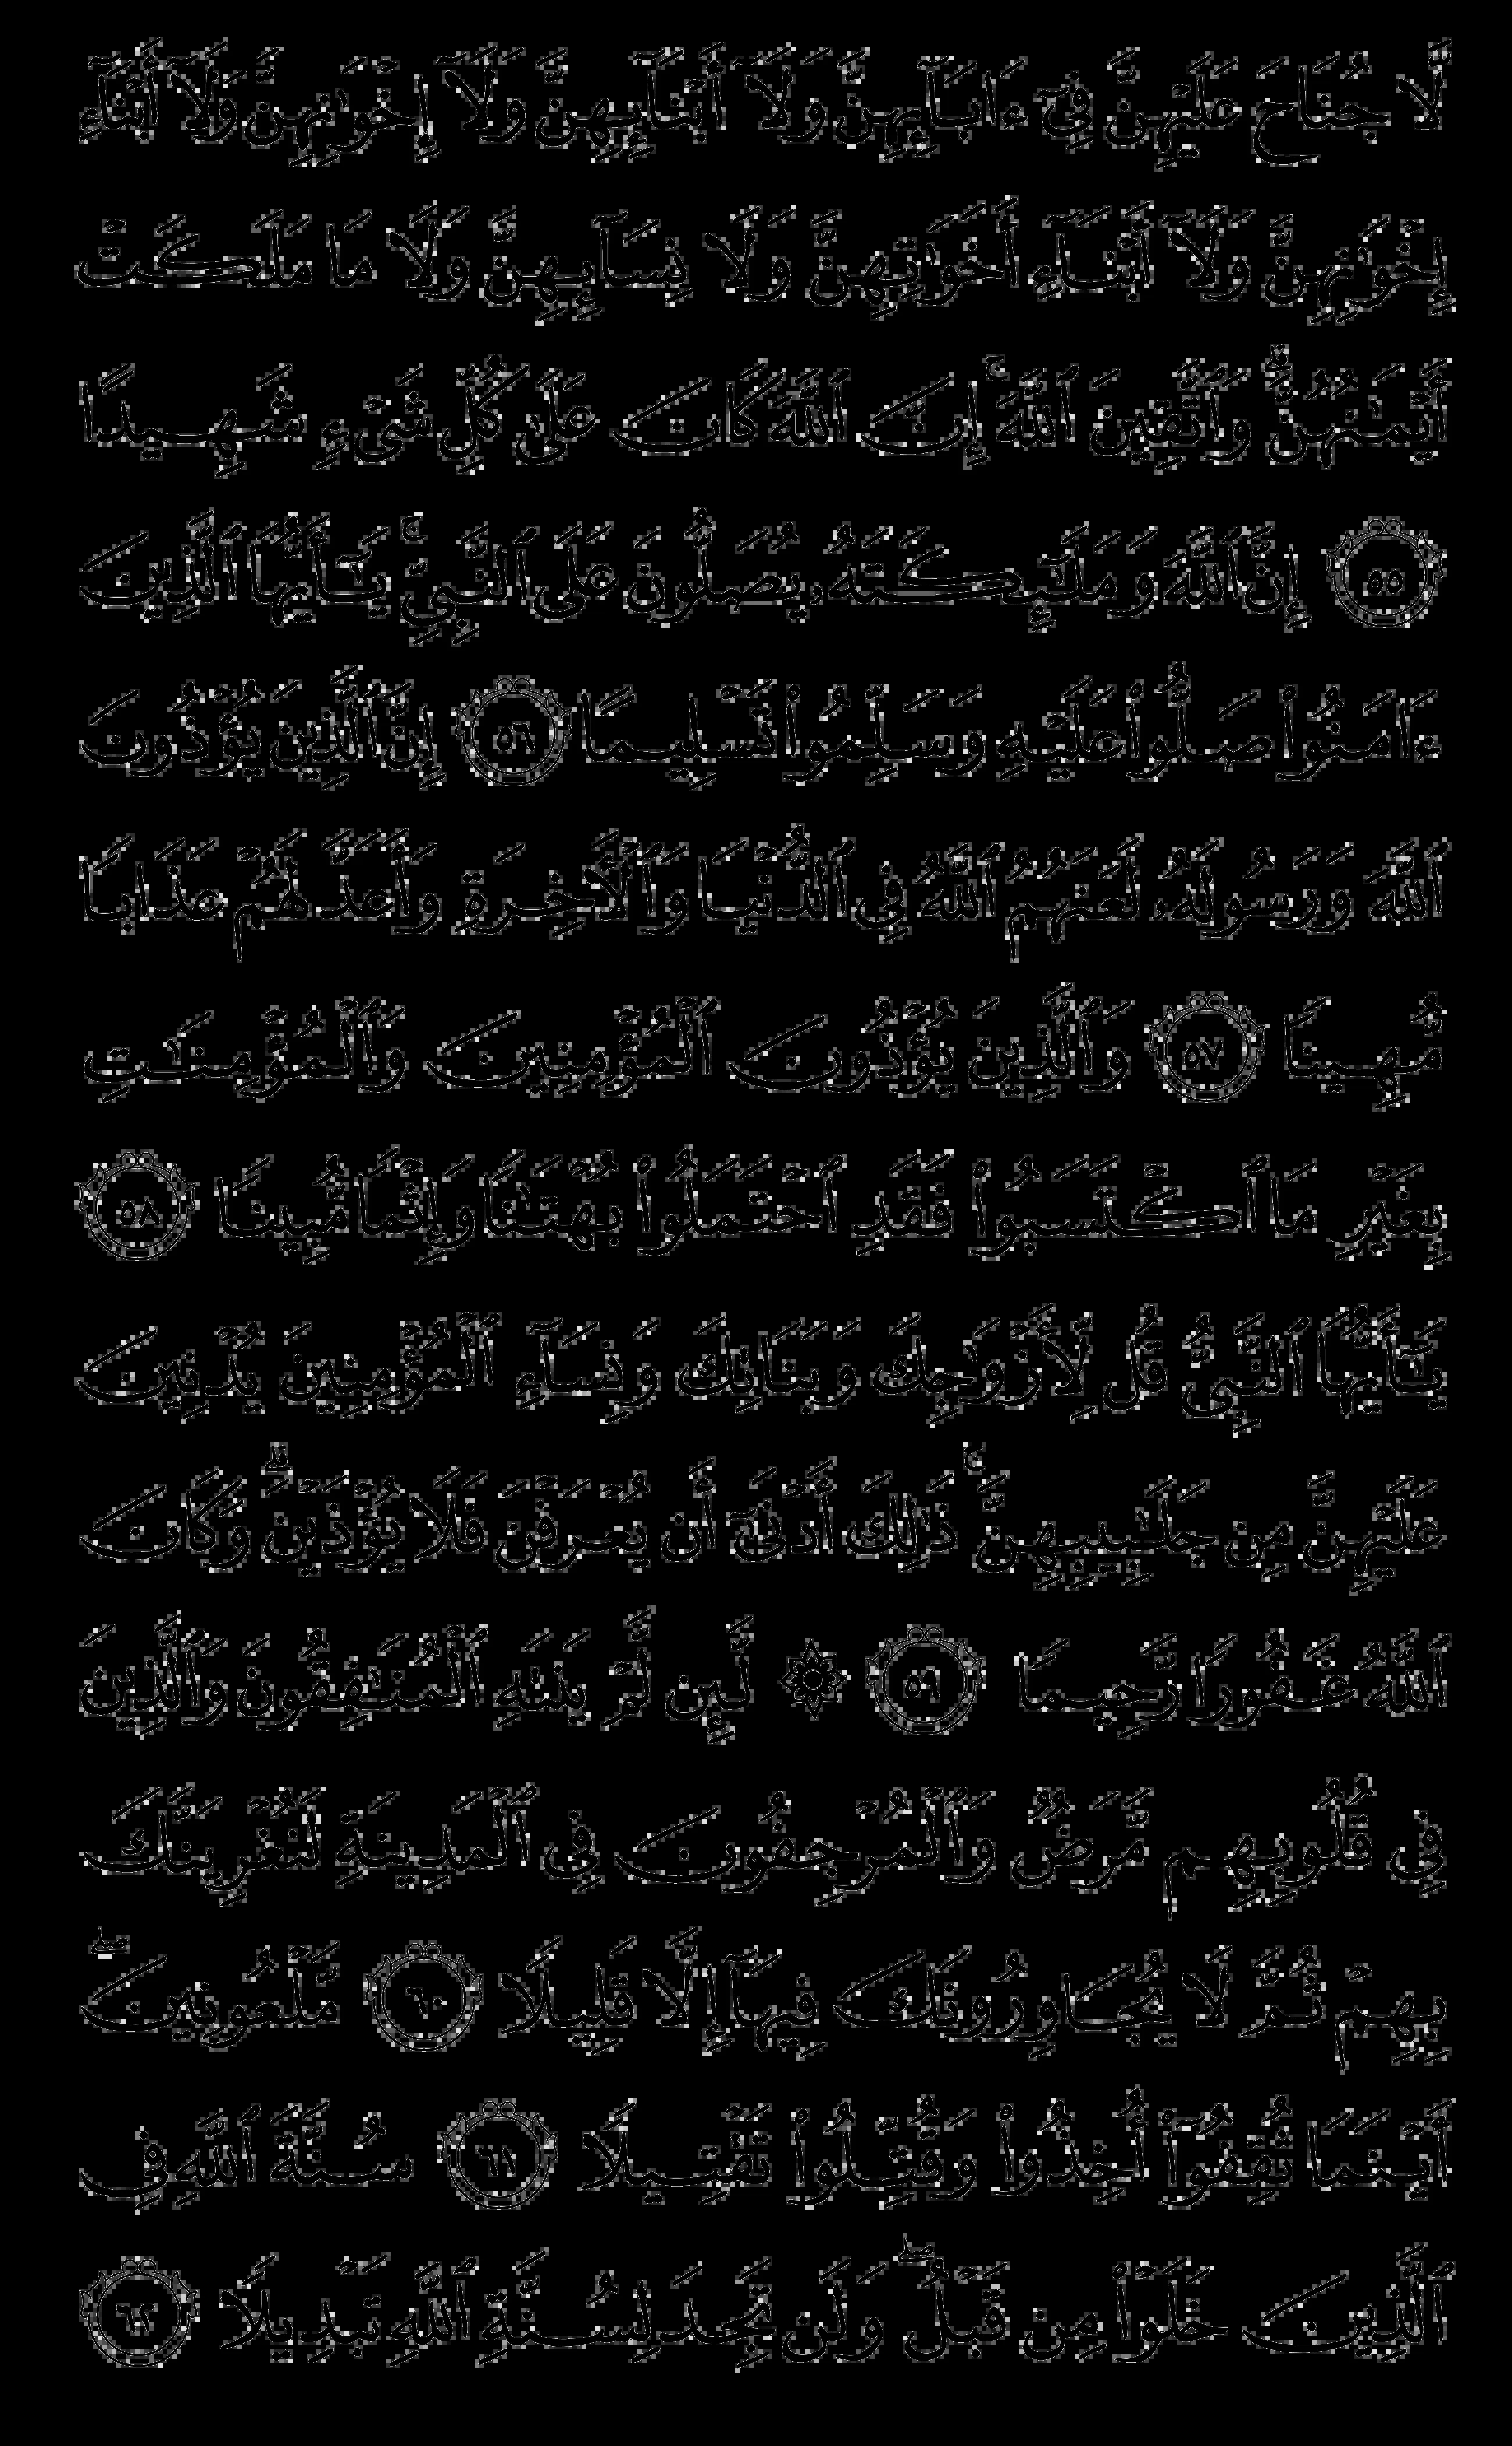 لَّا جُنَاحَ عَلَيْهِنَّ فِىٓ ءَابَآئِهِنَّ وَلَآ أَبْنَآئِهِنَّ وَلَآ إِخْوَٰنِهِنَّ وَلَآ أَبْنَآءِ
إِخْوَٰنِهِنَّ وَلَآ أَبْنَآءِ أَخَوَٰتِهِنَّ وَلَا نِسَآئِهِنَّ وَلَا مَا مَلَكَتْ
أَيْمَٰنُهُنَّ ۗ وَٱتَّقِينَ ٱللَّهَ ۚ إِنَّ ٱللَّهَ كَانَ عَلَىٰ كُلِّ شَىْءٍ شَهِيدًا
٥٥ إِنَّ ٱللَّهَ وَمَلَٰٓئِكَتَهُۥ يُصَلُّونَ عَلَى ٱلنَّبِىِّ ۚ يَٰٓأَيُّهَا ٱلَّذِينَ
ءَامَنُوا۟ صَلُّوا۟ عَلَيْهِ وَسَلِّمُوا۟ تَسْلِيمًا ٥٦ إِنَّ ٱلَّذِينَ يُؤْذُونَ
ٱللَّهَ وَرَسُولَهُۥ لَعَنَهُمُ ٱللَّهُ فِى ٱلدُّنْيَا وَٱلْءَاخِرَةِ وَأَعَدَّ لَهُمْ عَذَابًا
مُّهِينًا ٥٧ وَٱلَّذِينَ يُؤْذُونَ ٱلْمُؤْمِنِينَ وَٱلْمُؤْمِنَٰتِ
بِغَيْرِ مَا ٱكْتَسَبُوا۟ فَقَدِ ٱحْتَمَلُوا۟ بُهْتَٰنًا وَإِثْمًا مُّبِينًا ٥٨
يَٰٓأَيُّهَا ٱلنَّبِىُّ قُل لِّأَزْوَٰجِكَ وَبَنَاتِكَ وَنِسَآءِ ٱلْمُؤْمِنِينَ يُدْنِينَ
عَلَيْهِنَّ مِن جَلَٰبِيبِهِنَّ ۚ ذَٰلِكَ أَدْنَىٰٓ أَن يُعْرَفْنَ فَلَا يُؤْذَيْنَ ۗ وَكَانَ
ٱللَّهُ غَفُورًا رَّحِيمًا ٥٩ ۞ لَّئِن لَّمْ يَنتَهِ ٱلْمُنَٰفِقُونَ وَٱلَّذِينَ
فِى قُلُوبِهِم مَّرَضٌ وَٱلْمُرْجِفُونَ فِى ٱلْمَدِينَةِ لَنُغْرِيَنَّكَ
بِهِمْ ثُمَّ لَا يُجَاوِرُونَكَ فِيهَآ إِلَّا قَلِيلًا ٦٠ مَّلْعُونِينَ ۖ
أَيْنَمَا ثُقِفُوٓا۟ أُخِذُوا۟ وَقُتِّلُوا۟ تَقْتِيلًا ٦١ سُنَّةَ ٱللَّهِ فِى
ٱلَّذِينَ خَلَوْا۟ مِن قَبْلُ ۖ وَلَن تَجِدَ لِسُنَّةِ ٱللَّهِ تَبْدِيلًا ٦٢